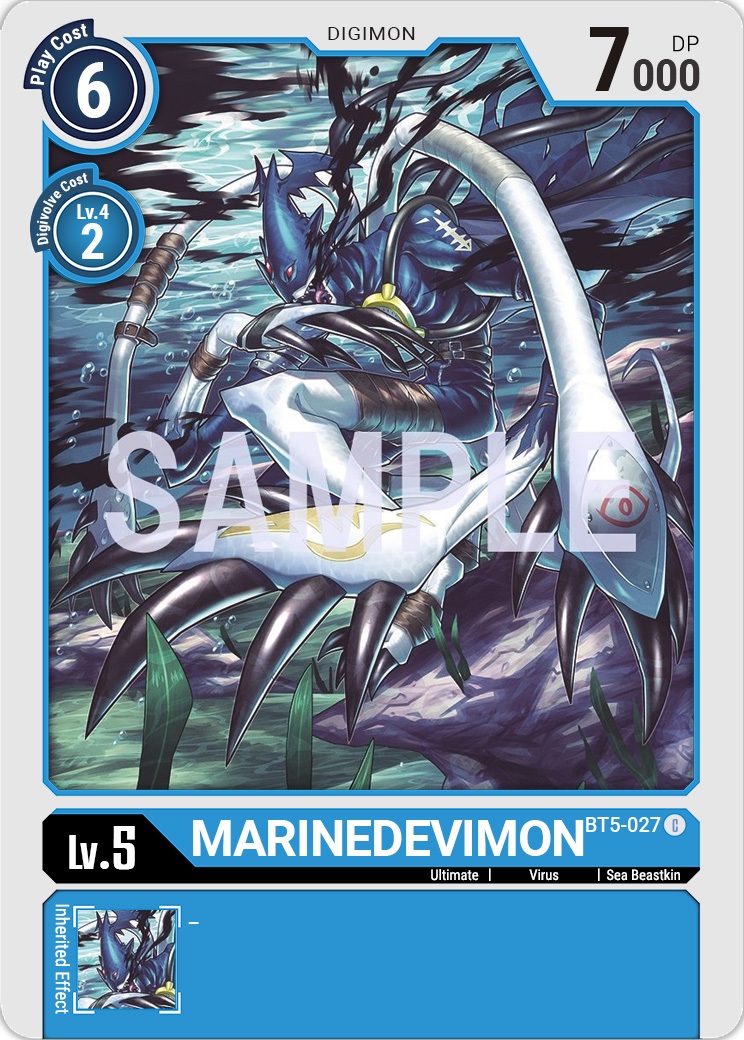 DIGIMON
Play Cost
6
7000
DP
Digivolve Cost
Lv.4
2
SAMPLE
Lv.5
MARINEDEVIMON
BT5-027 C
Ultimate | Virus | Sea Beastkin
Inherited Effect
–